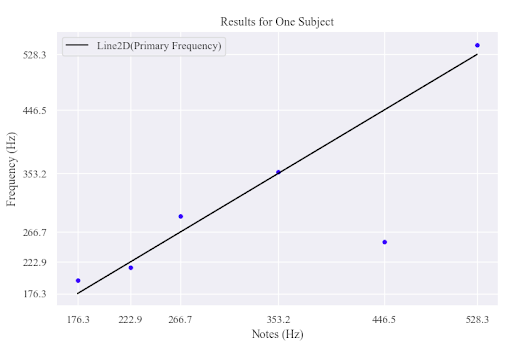 Results for One Subject
Line2D(Primary Frequency)
528.3
446.5
353.2
266.7
222.9
176.3
Frequency (Hz)
176.3 222.9 266.7 353.2 446.5 528.3
Notes (Hz)